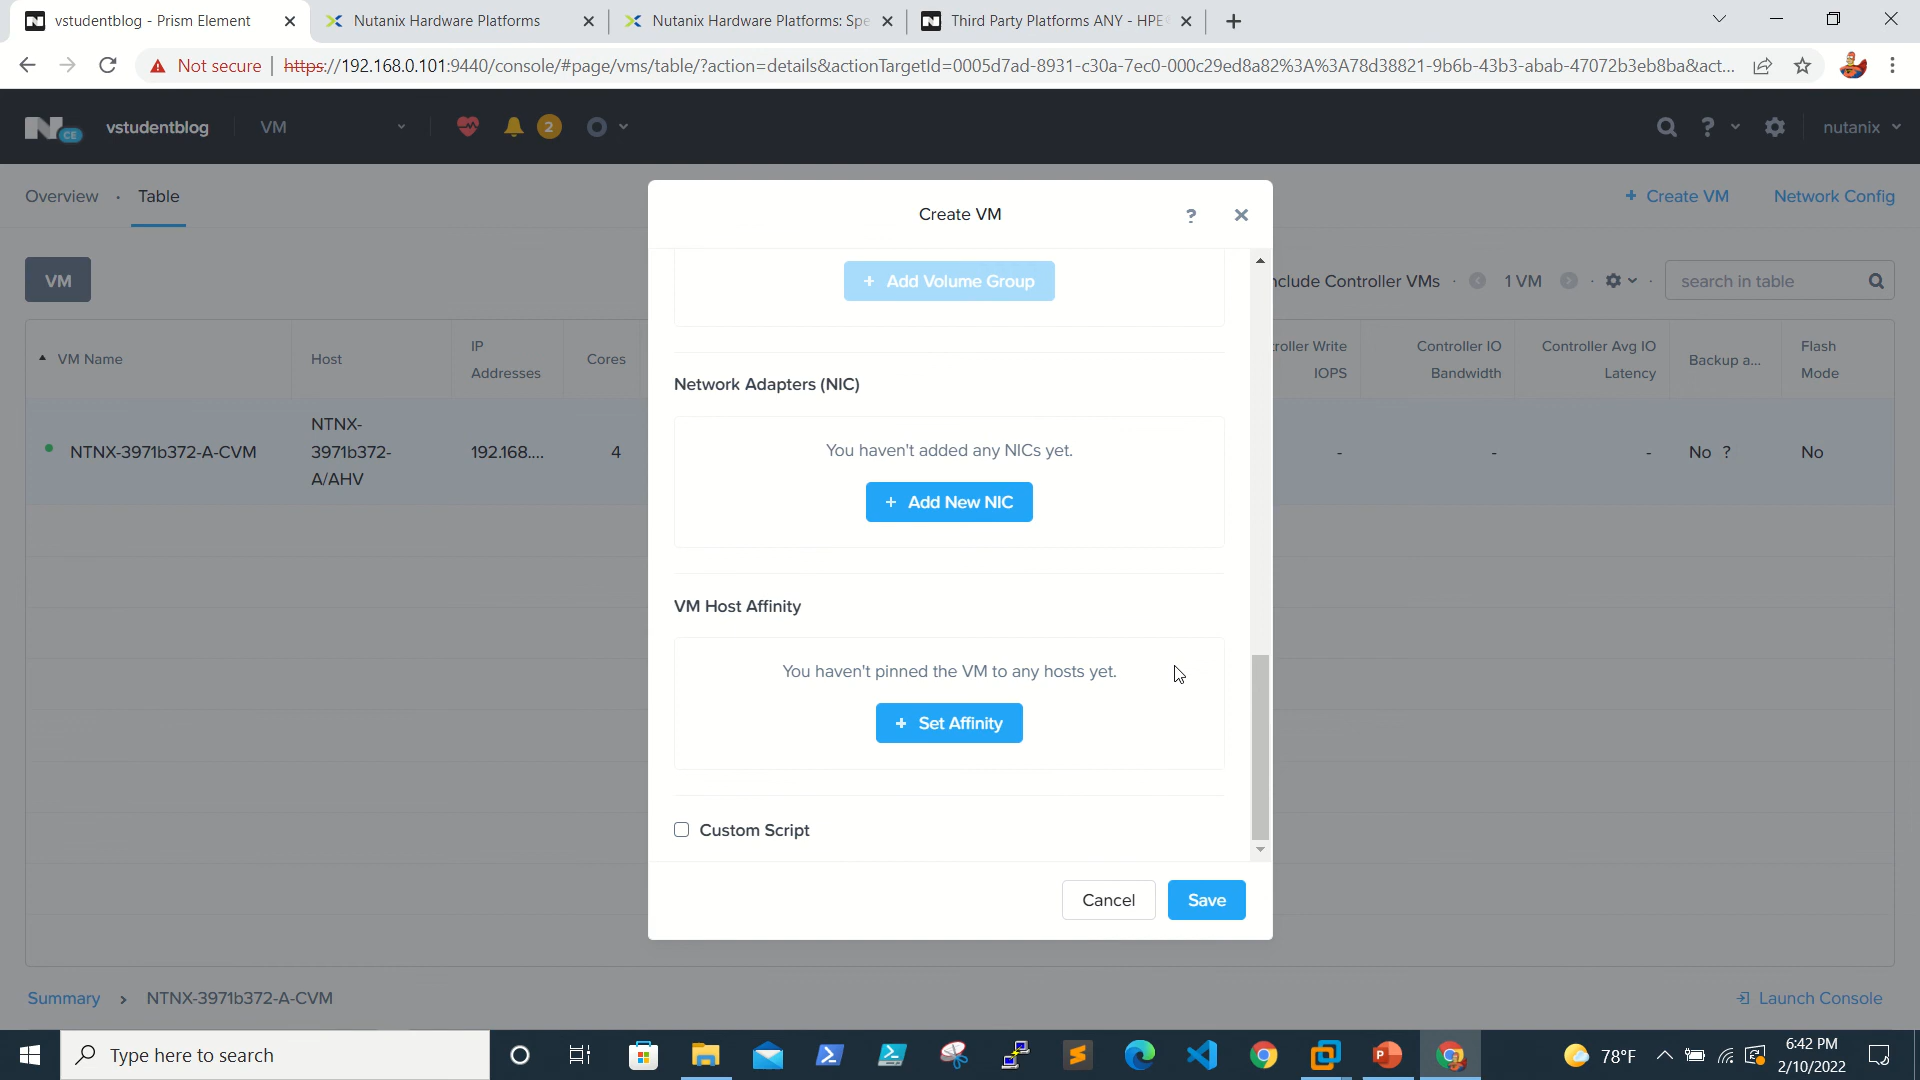 vstudentblog - Prism Element
Nutanix Hardware Platforms
Nutanix Hardware Platforms: Spe
Third Party Platforms ANY - HPE
Not secure
https://192.168.0.101:9440/console/#page/vms/table/?action=details&actionTargetId=0005d7ad-8931-c30a-7ec0-000c29ed8a82%3A%3A78d38821-9b6b-43b3-abab-47072b3eb8ba&act...
N CE
vstudentblog
VM
2
?
nutanix
Overview · Table
+ Create VM
Network Config
VM
nclude Controller VMs · 1 VM ·
search in table
VM Name
Host
IP Addresses
Cores
roller Write IOPS
Controller IO Bandwidth
Controller Avg IO Latency
Backup a...
Flash Mode
NTNX-3971b372-A-CVM
NTNX-
3971b372-
A/AHV
192.168....
4
-
-
-
No ?
No
Create VM
?
+ Add Volume Group
Network Adapters (NIC)
You haven't added any NICs yet.
+ Add New NIC
VM Host Affinity
You haven't pinned the VM to any hosts yet.
+ Set Affinity
Custom Script
Cancel
Save
Summary > NTNX-3971b372-A-CVM
Launch Console
Type here to search
78°F
6:42 PM
2/10/2022